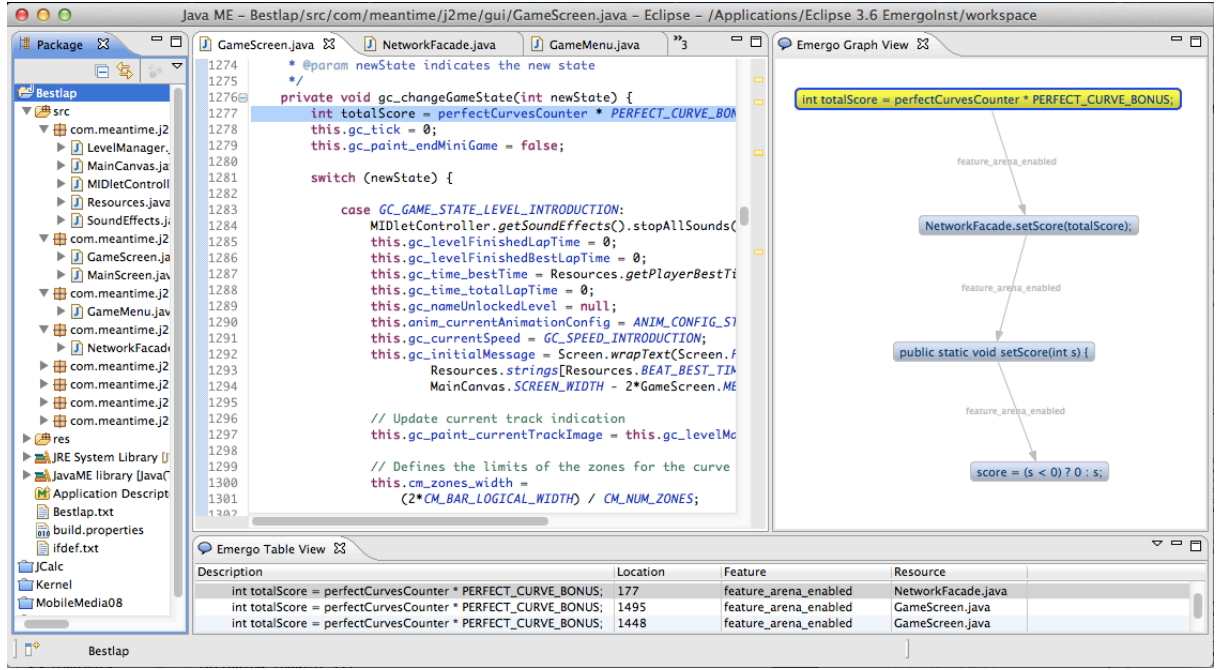 Java ME – Bestlap/src/com/meantime/j2me/gui/GameScreen.java – Eclipse – /Applications/Eclipse 3.6 EmergoInst/workspace
Package
Bestlap
src
com.meantime.j2
LevelManager.
MainCanvas.ja
MIDletControll
Resources.java
SoundEffects.j
com.meantime.j2
GameScreen.ja
MainScreen.jav
com.meantime.j2
GameMenu.jav
com.meantime.j2
NetworkFacad
com.meantime.j2
com.meantime.j2
com.meantime.j2
com.meantime.j2
res
JRE System Library [J
JavaME library [Java(
Application Descript
Bestlap.txt
build.properties
ifdef.txt
JCalc
Kernel
MobileMedia08
GameScreen.java
NetworkFacade.java
GameMenu.java
"3
1274 * @param newState indicates the new state
1275 */
1276 private void gc_changeGameState(int newState) {
1277 int totalScore = perfectCurvesCounter * PERFECT_CURVE_BON
1278 this.gc_tick = 0;
1279 this.gc_paint_endMiniGame = false;
1280
1281 switch (newState) {
1282
1283 case GC_GAME_STATE_LEVEL_INTRODUCTION:
1284 MIDletController.getSoundEffects().stopAllSounds(
1285 this.gc_levelFinishedLapTime = 0;
1286 this.gc_levelFinishedBestLapTime = 0;
1287 this.gc_time_bestTime = Resources.getPlayerBestTi
1288 this.gc_time_totalLapTime = 0;
1289 this.gc_nameUnlockedLevel = null;
1290 this.anim_currentAnimationConfig = ANIM_CONFIG_ST
1291 this.gc_currentSpeed = GC_SPEED_INTRODUCTION;
1292 this.gc_initialMessage = Screen.wrapText(Screen.
1293 Resources.strings[Resources.BEAT_BEST_TIM
1294 MainCanvas.SCREEN_WIDTH - 2*GameScreen.ME
1295
1296 // Update current track indication
1297 this.gc_paint_currentTrackImage = this.gc_levelMa
1298
1299 // Defines the limits of the zones for the curve
1300 this.cm_zones_width =
1301 (2*CM_BAR_LOGICAL_WIDTH) / CM_NUM_ZONES;
1302
Emergo Graph View
int totalScore = perfectCurvesCounter * PERFECT_CURVE_BONUS;
feature_arena_enabled
NetworkFacade.setScore(totalScore);
feature_arena_enabled
public static void setScore(int s) {
feature_arena_enabled
score = (s < 0) ? 0 : s;
Emergo Table View
Description Location Feature Resource
int totalScore = perfectCurvesCounter * PERFECT_CURVE_BONUS; 177 feature_arena_enabled NetworkFacade.java
int totalScore = perfectCurvesCounter * PERFECT_CURVE_BONUS; 1495 feature_arena_enabled GameScreen.java
int totalScore = perfectCurvesCounter * PERFECT_CURVE_BONUS; 1448 feature_arena_enabled GameScreen.java
Bestlap